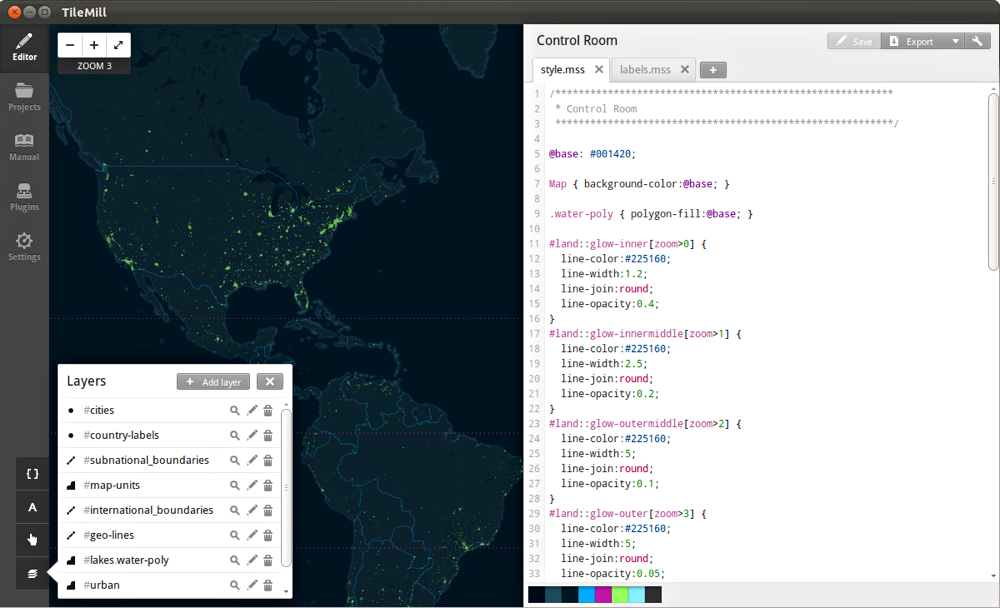 TileMill
Editor
Projects
Manual
Plugins
Settings
A
ZOOM 3
Layers
+ Add layer
#cities
#country-labels
#subnational_boundaries
#map-units
#international_boundaries
#geo-lines
#lakes.water-poly
#urban
Control Room
Save
Export
style.mss
labels.mss
1 /**********************************************************
2  * Control Room
3  **********************************************************/
4
5 @base: #001420;
6
7 Map { background-color:@base; }
8
9 .water-poly { polygon-fill:@base; }
10
11 #land::glow-inner[zoom>0] {
12   line-color:#225160;
13   line-width:1.2;
14   line-join:round;
15   line-opacity:0.4;
16 }
17 #land::glow-innermiddle[zoom>1] {
18   line-color:#225160;
19   line-width:2.5;
20   line-join:round;
21   line-opacity:0.2;
22 }
23 #land::glow-outermiddle[zoom>2] {
24   line-color:#225160;
25   line-width:5;
26   line-join:round;
27   line-opacity:0.1;
28 }
29 #land::glow-outer[zoom>3] {
30   line-color:#225160;
31   line-width:5;
32   line-join:round;
33   line-opacity:0.05;